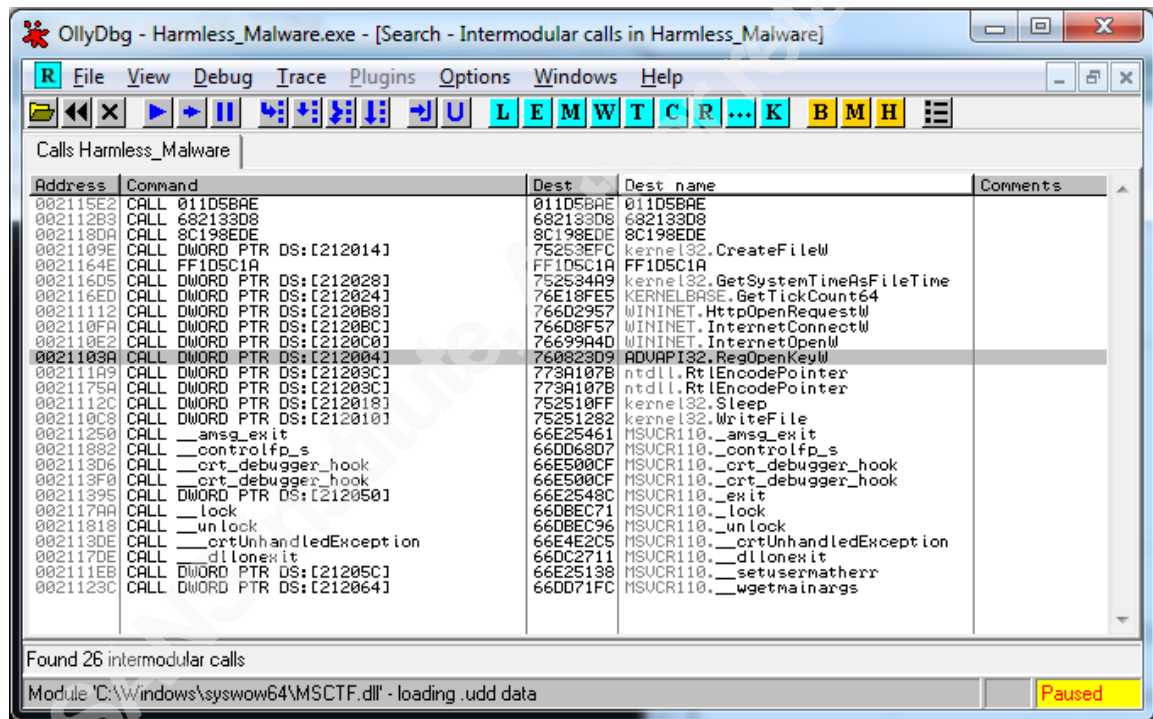 OllyDbg - Harmless_Malware.exe - [Search - Intermodular calls in Harmless_Malware]
R File View Debug Trace Plugins Options Windows Help
L E M W T C R ... K B M H
Calls Harmless_Malware
Address Command Dest Dest name Comments
002115E2 CALL 011D5BAE 011D5BAE 011D5BAE
002112B3 CALL 682133D8 682133D8 682133D8
002118DA CALL 8C198EDE 8C198EDE 8C198EDE
0021109E CALL DWORD PTR DS:[212014] 75253EFC kernel32.CreateFileW
0021164E CALL FF1D5C1A FF1D5C1A FF1D5C1A
002116D5 CALL DWORD PTR DS:[212028] 752534A9 kernel32.GetSystemTimeAsFileTime
002116ED CALL DWORD PTR DS:[212024] 76E18FE5 KERNELBASE.GetTickCount64
00211112 CALL DWORD PTR DS:[2120B8] 766D2957 WININET.HttpOpenRequestW
002110FA CALL DWORD PTR DS:[2120BC] 766D8F57 WININET.InternetConnectW
002110E2 CALL DWORD PTR DS:[2120C0] 76699A4D WININET.InternetOpenW
0021103A CALL DWORD PTR DS:[212004] 760823D9 ADVAPI32.RegOpenKeyW
002111A9 CALL DWORD PTR DS:[21203C] 773A107B ntdll.RtlEncodePointer
0021175A CALL DWORD PTR DS:[21203C] 773A107B ntdll.RtlEncodePointer
0021112C CALL DWORD PTR DS:[212018] 752510FF kernel32.Sleep
002110C8 CALL DWORD PTR DS:[212010] 75251282 kernel32.WriteFile
00211250 CALL __amsg_exit 66E25461 MSVCR110._amsg_exit
00211882 CALL __controlfp_s 66DD68D7 MSVCR110._controlfp_s
002113D6 CALL __crt_debugger_hook 66E500CF MSVCR110.__crt_debugger_hook
002113F0 CALL __crt_debugger_hook 66E500CF MSVCR110.__crt_debugger_hook
00211395 CALL DWORD PTR DS:[212050] 66E2548C MSVCR110._exit
002117AA CALL __lock 66DBEC71 MSVCR110._lock
00211818 CALL __unlock 66DBEC96 MSVCR110._unlock
002113DE CALL ___crtUnhandledException 66E4E2C5 MSVCR110.__crtUnhandledException
002117DE CALL ___dllonexit 66DC2711 MSVCR110.__dllonexit
002111EB CALL DWORD PTR DS:[21205C] 66E25138 MSVCR110.__setusermatherr
0021123C CALL DWORD PTR DS:[212064] 66DD71FC MSVCR110.__wgetmainargs
Found 26 intermodular calls
Module 'C:\Windows\syswow64\MSCTF.dll' - loading .udd data Paused